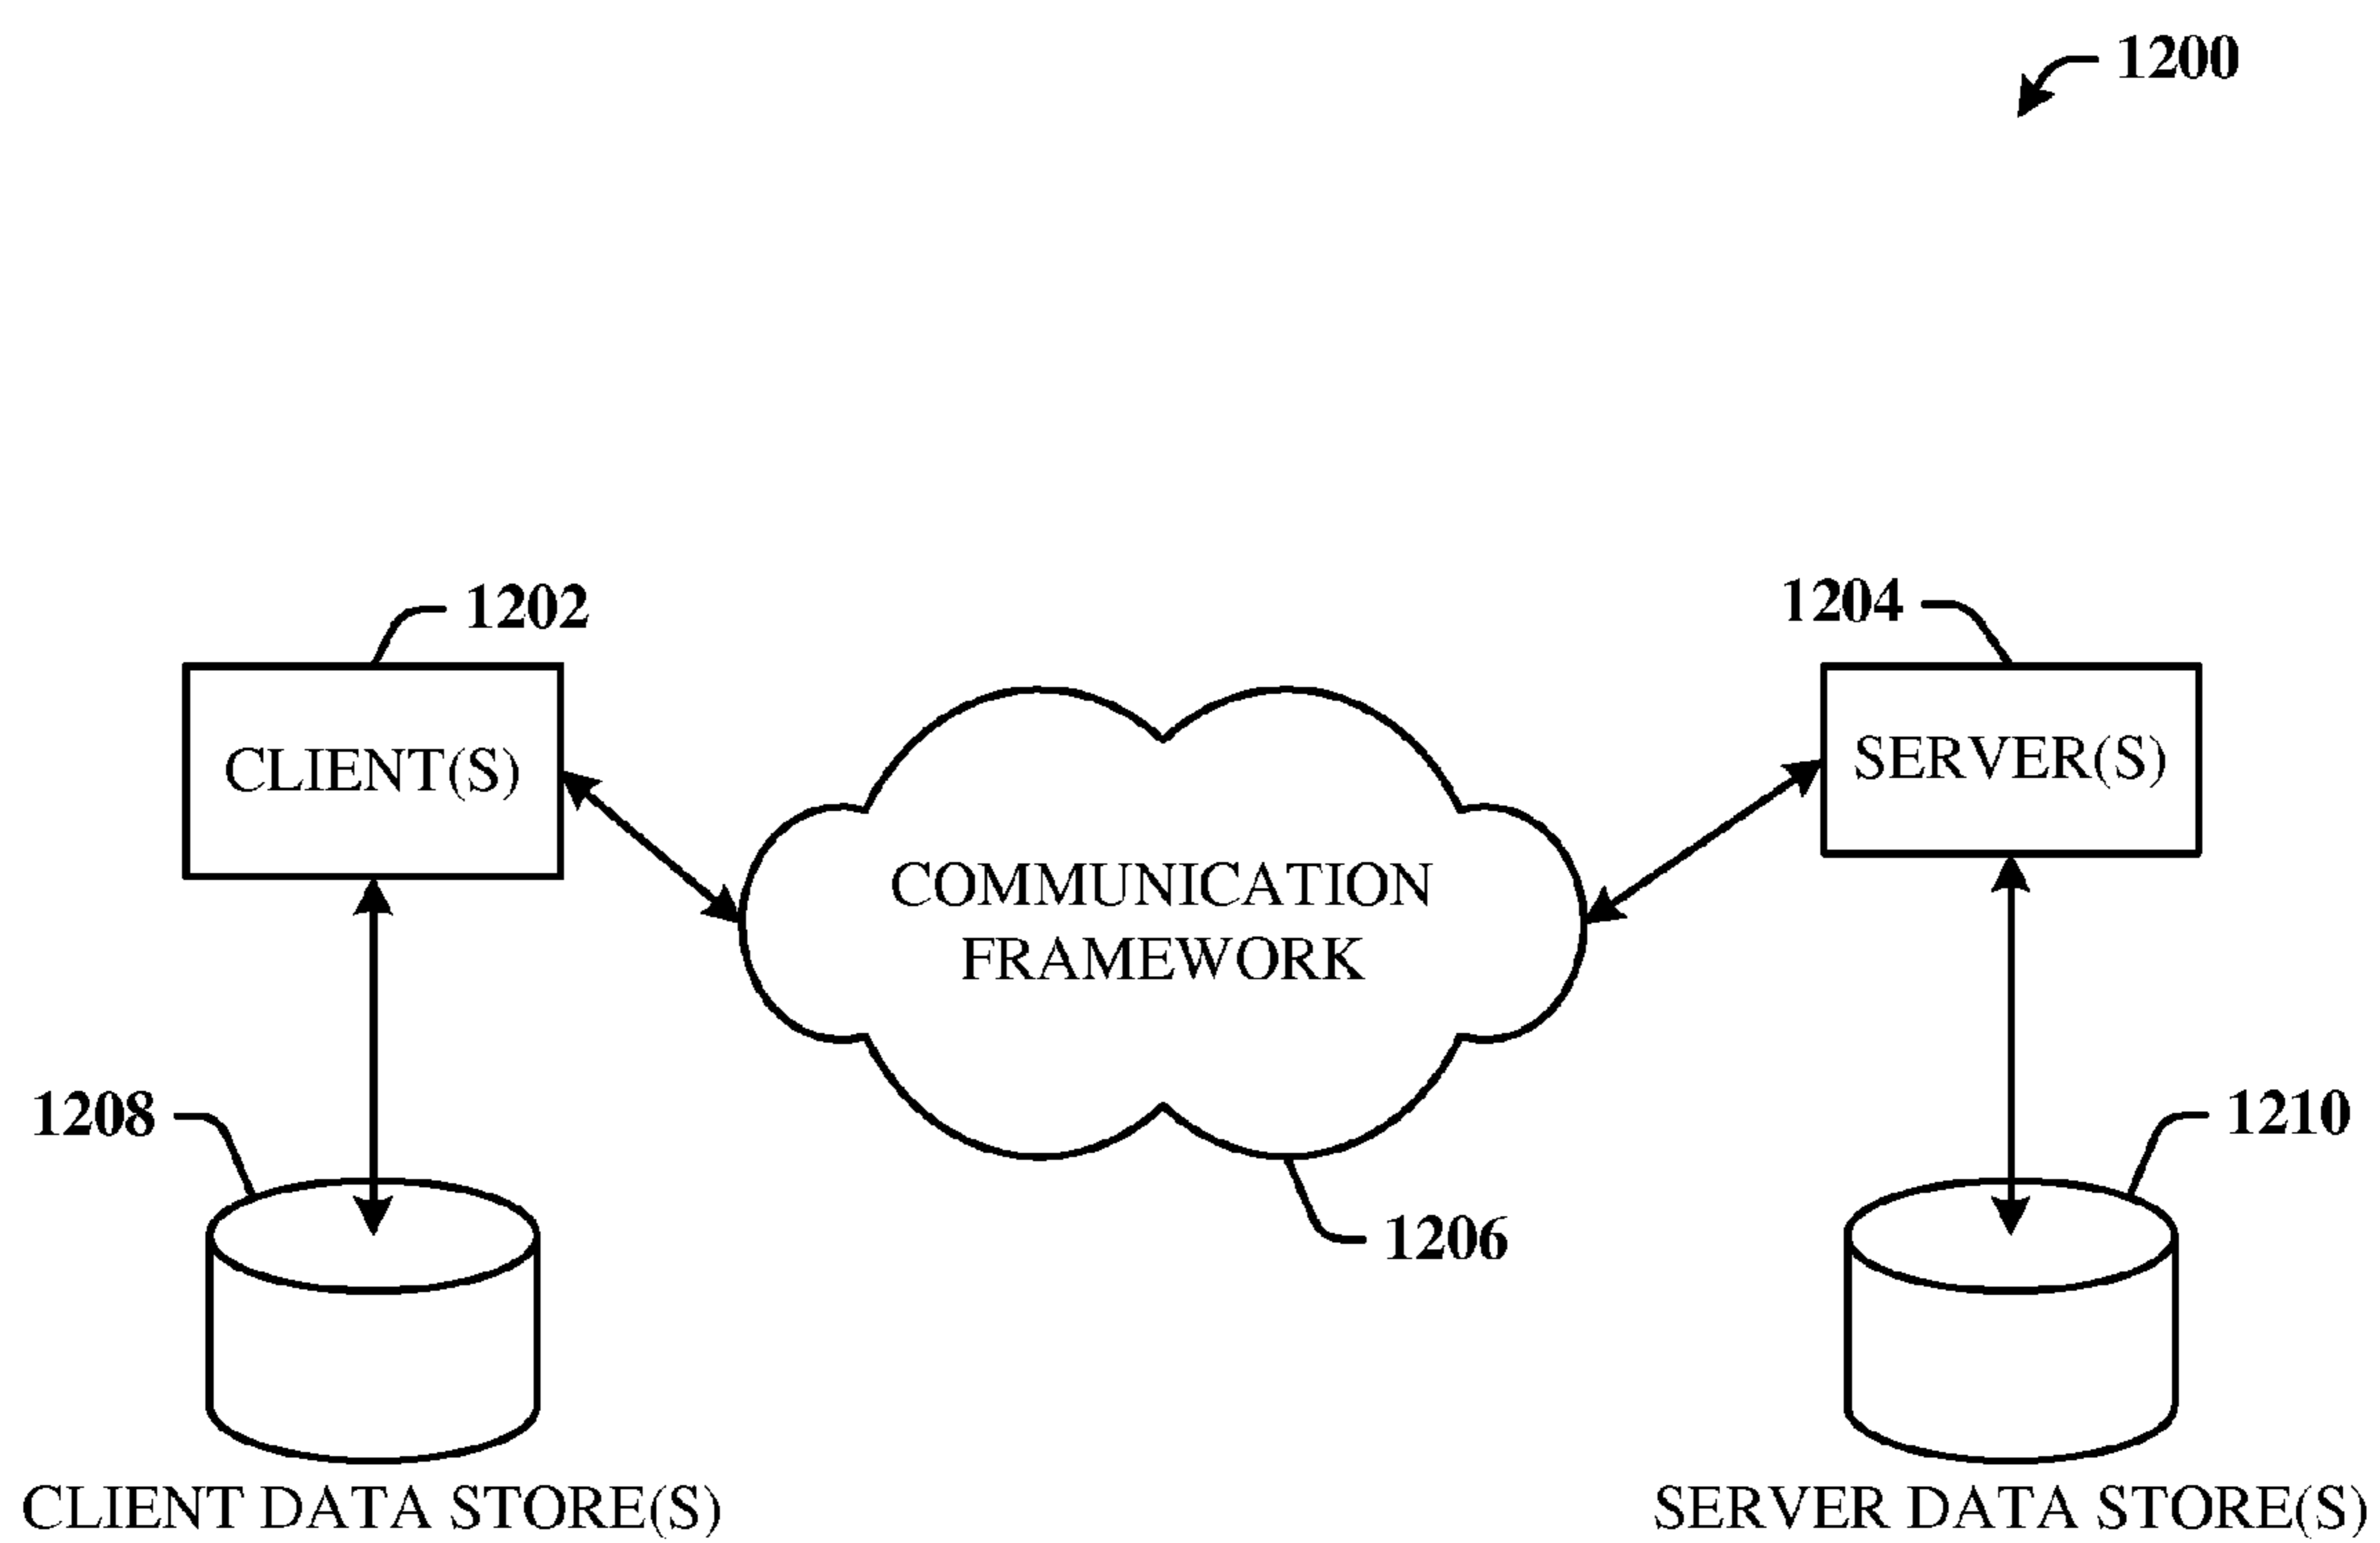 1200
1202
1204
CLIENT(S)
SERVER(S)
COMMUNICATION
FRAMEWORK
1208
1210
1206
CLIENT DATA STORE(S)
SERVER DATA STORE(S)